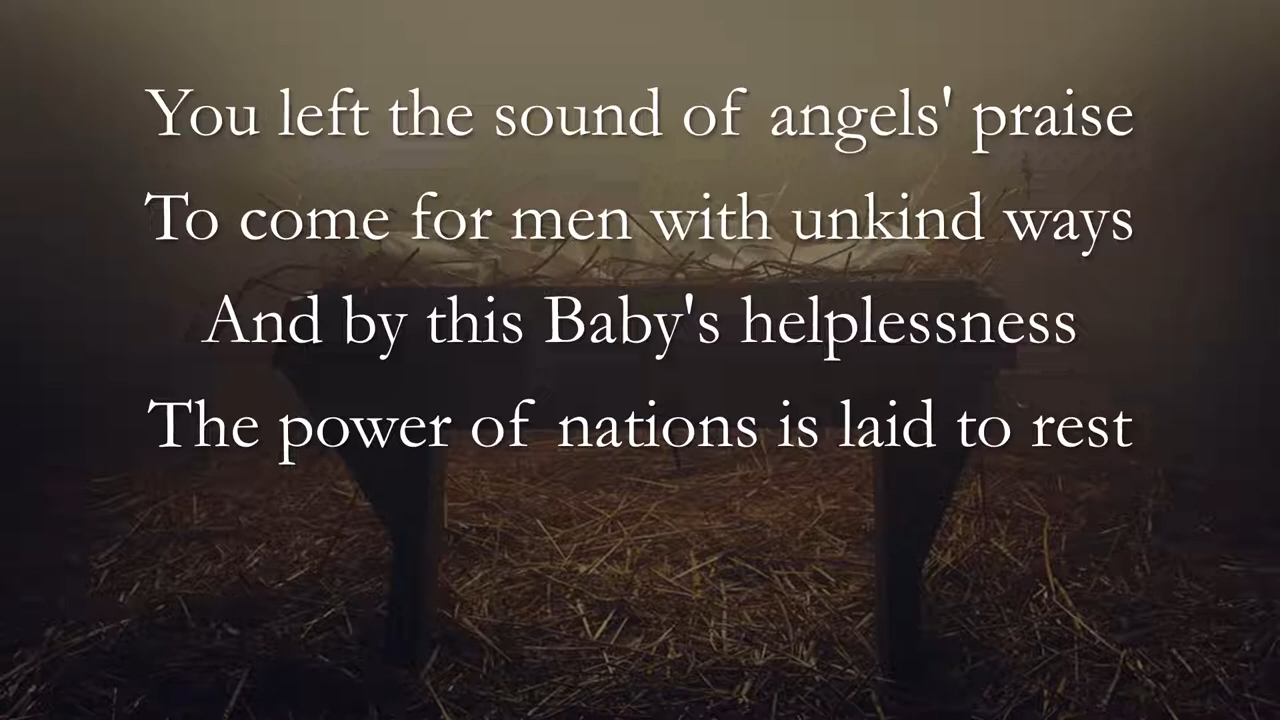 You left the sound of angels' praise
To come for men with unkind ways
And by this Baby's helplessness
The power of nations is laid to rest